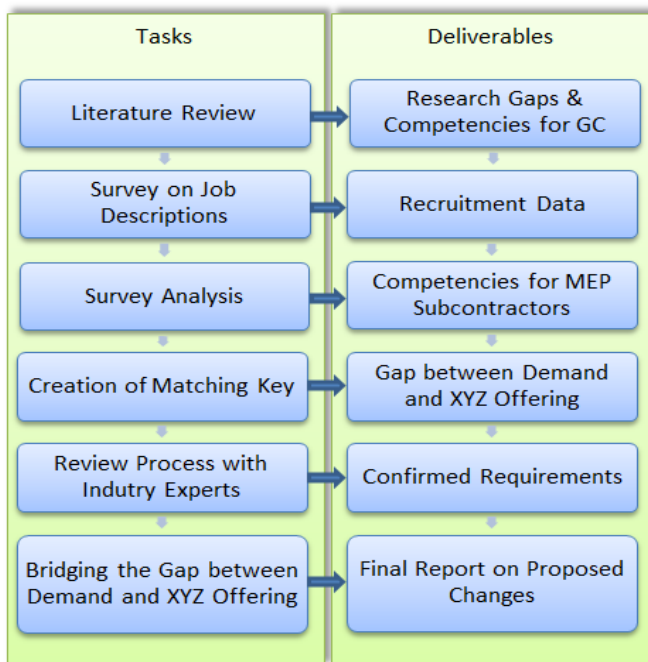 Tasks
Literature Review
Survey on Job
Descriptions
Survey Analysis
Creation of Matching Key
Review Process with
Indutry Experts
Bridging the Gap between
Demand and XYZ Offering
Deliverables
Research Gaps &
Competencies for GC
Recruitment Data
Competencies for MEP
Subcontractors
Gap between Demand
and XYZ Offering
Confirmed Requirements
Final Report on Proposed
Changes